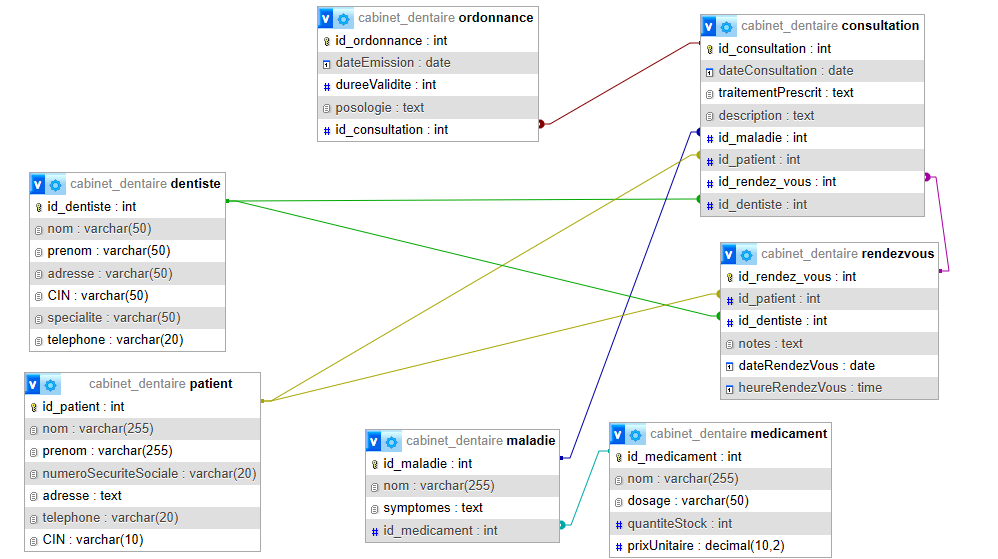 cabinet_dentaire ordonnance
id_ordonnance : int
dateEmission : date
dureeValidite : int
posologie : text
id_consultation : int
cabinet_dentaire consultation
id_consultation : int
dateConsultation : date
traitementPrescrit : text
description : text
id_maladie : int
id_patient : int
id_rendez_vous : int
id_dentiste : int
cabinet_dentaire dentiste
id_dentiste : int
nom : varchar(50)
prenom : varchar(50)
adresse : varchar(50)
CIN : varchar(50)
specialite : varchar(50)
telephone : varchar(20)
cabinet_dentaire rendezvous
id_rendez_vous : int
id_patient : int
id_dentiste : int
notes : text
dateRendezVous : date
heureRendezVous : time
cabinet_dentaire patient
id_patient : int
nom : varchar(255)
prenom : varchar(255)
numeroSecuriteSociale : varchar(20)
adresse : text
telephone : varchar(20)
CIN : varchar(10)
cabinet_dentaire maladie
id_maladie : int
nom : varchar(255)
symptomes : text
id_medicament : int
cabinet_dentaire medicament
id_medicament : int
nom : varchar(255)
dosage : varchar(50)
quantiteStock : int
prixUnitaire : decimal(10,2)